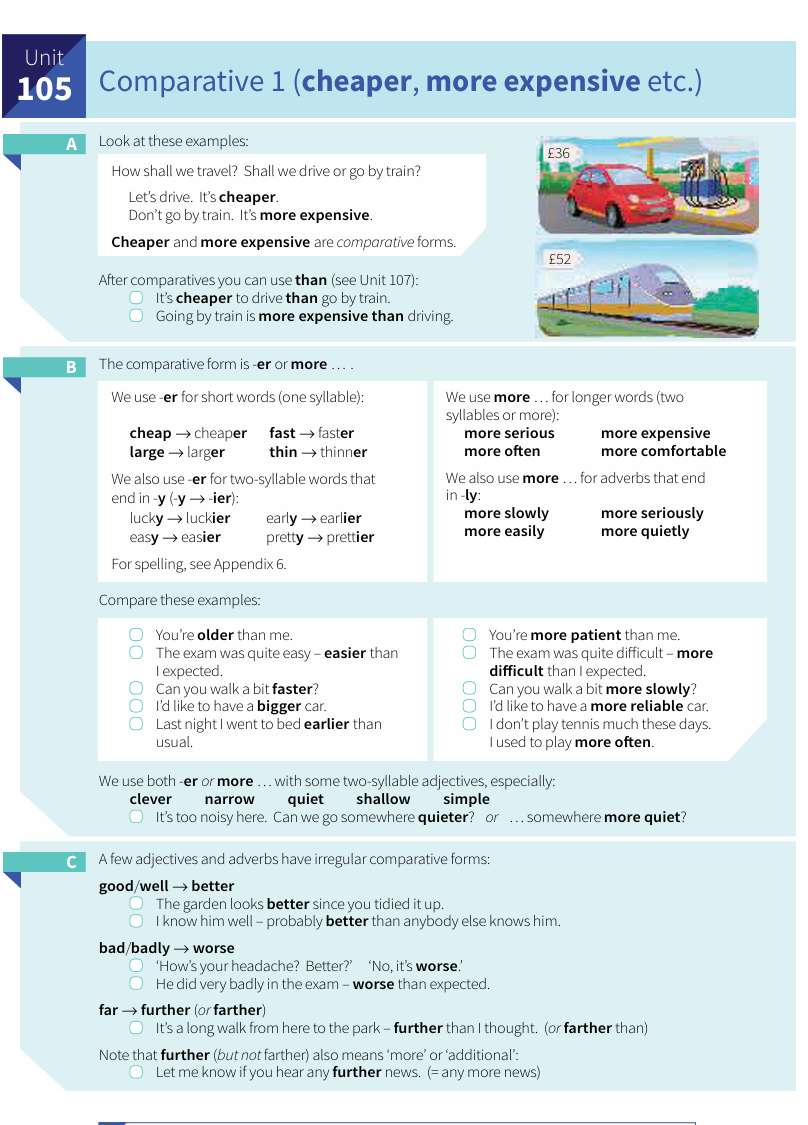 Unit
105
Comparative 1 (cheaper, more expensive etc.)
A
Look at these examples:
How shall we travel? Shall we drive or go by train?
Let’s drive. It’s cheaper.
Don’t go by train. It’s more expensive.
Cheaper and more expensive are comparative forms.
£36
£52
After comparatives you can use than (see Unit 107):
It’s cheaper to drive than go by train.
Going by train is more expensive than driving.
B
The comparative form is -er or more … .
We use -er for short words (one syllable):
cheap → cheaper fast → faster
large → larger thin → thinner
We also use -er for two-syllable words that
end in -y (-y → -ier):
lucky → luckier early → earlier
easy → easier pretty → prettier
For spelling, see Appendix 6.
We use more … for longer words (two
syllables or more):
more serious more expensive
more often more comfortable
We also use more … for adverbs that end
in -ly:
more slowly more seriously
more easily more quietly
Compare these examples:
You’re older than me.
The exam was quite easy – easier than
I expected.
Can you walk a bit faster?
I’d like to have a bigger car.
Last night I went to bed earlier than
usual.
You’re more patient than me.
The exam was quite difficult – more
difficult than I expected.
Can you walk a bit more slowly?
I’d like to have a more reliable car.
I don’t play tennis much these days.
I used to play more often.
We use both -er or more … with some two-syllable adjectives, especially:
clever narrow quiet shallow simple
It’s too noisy here. Can we go somewhere quieter? or … somewhere more quiet?
C
A few adjectives and adverbs have irregular comparative forms:
good/well → better
The garden looks better since you tidied it up.
I know him well – probably better than anybody else knows him.
bad/badly → worse
‘How’s your headache? Better?’ ‘No, it’s worse.’
He did very badly in the exam – worse than expected.
far → further (or farther)
It’s a long walk from here to the park – further than I thought. (or farther than)
Note that further (but not farther) also means ‘more’ or ‘additional’:
Let me know if you hear any further news. (= any more news)